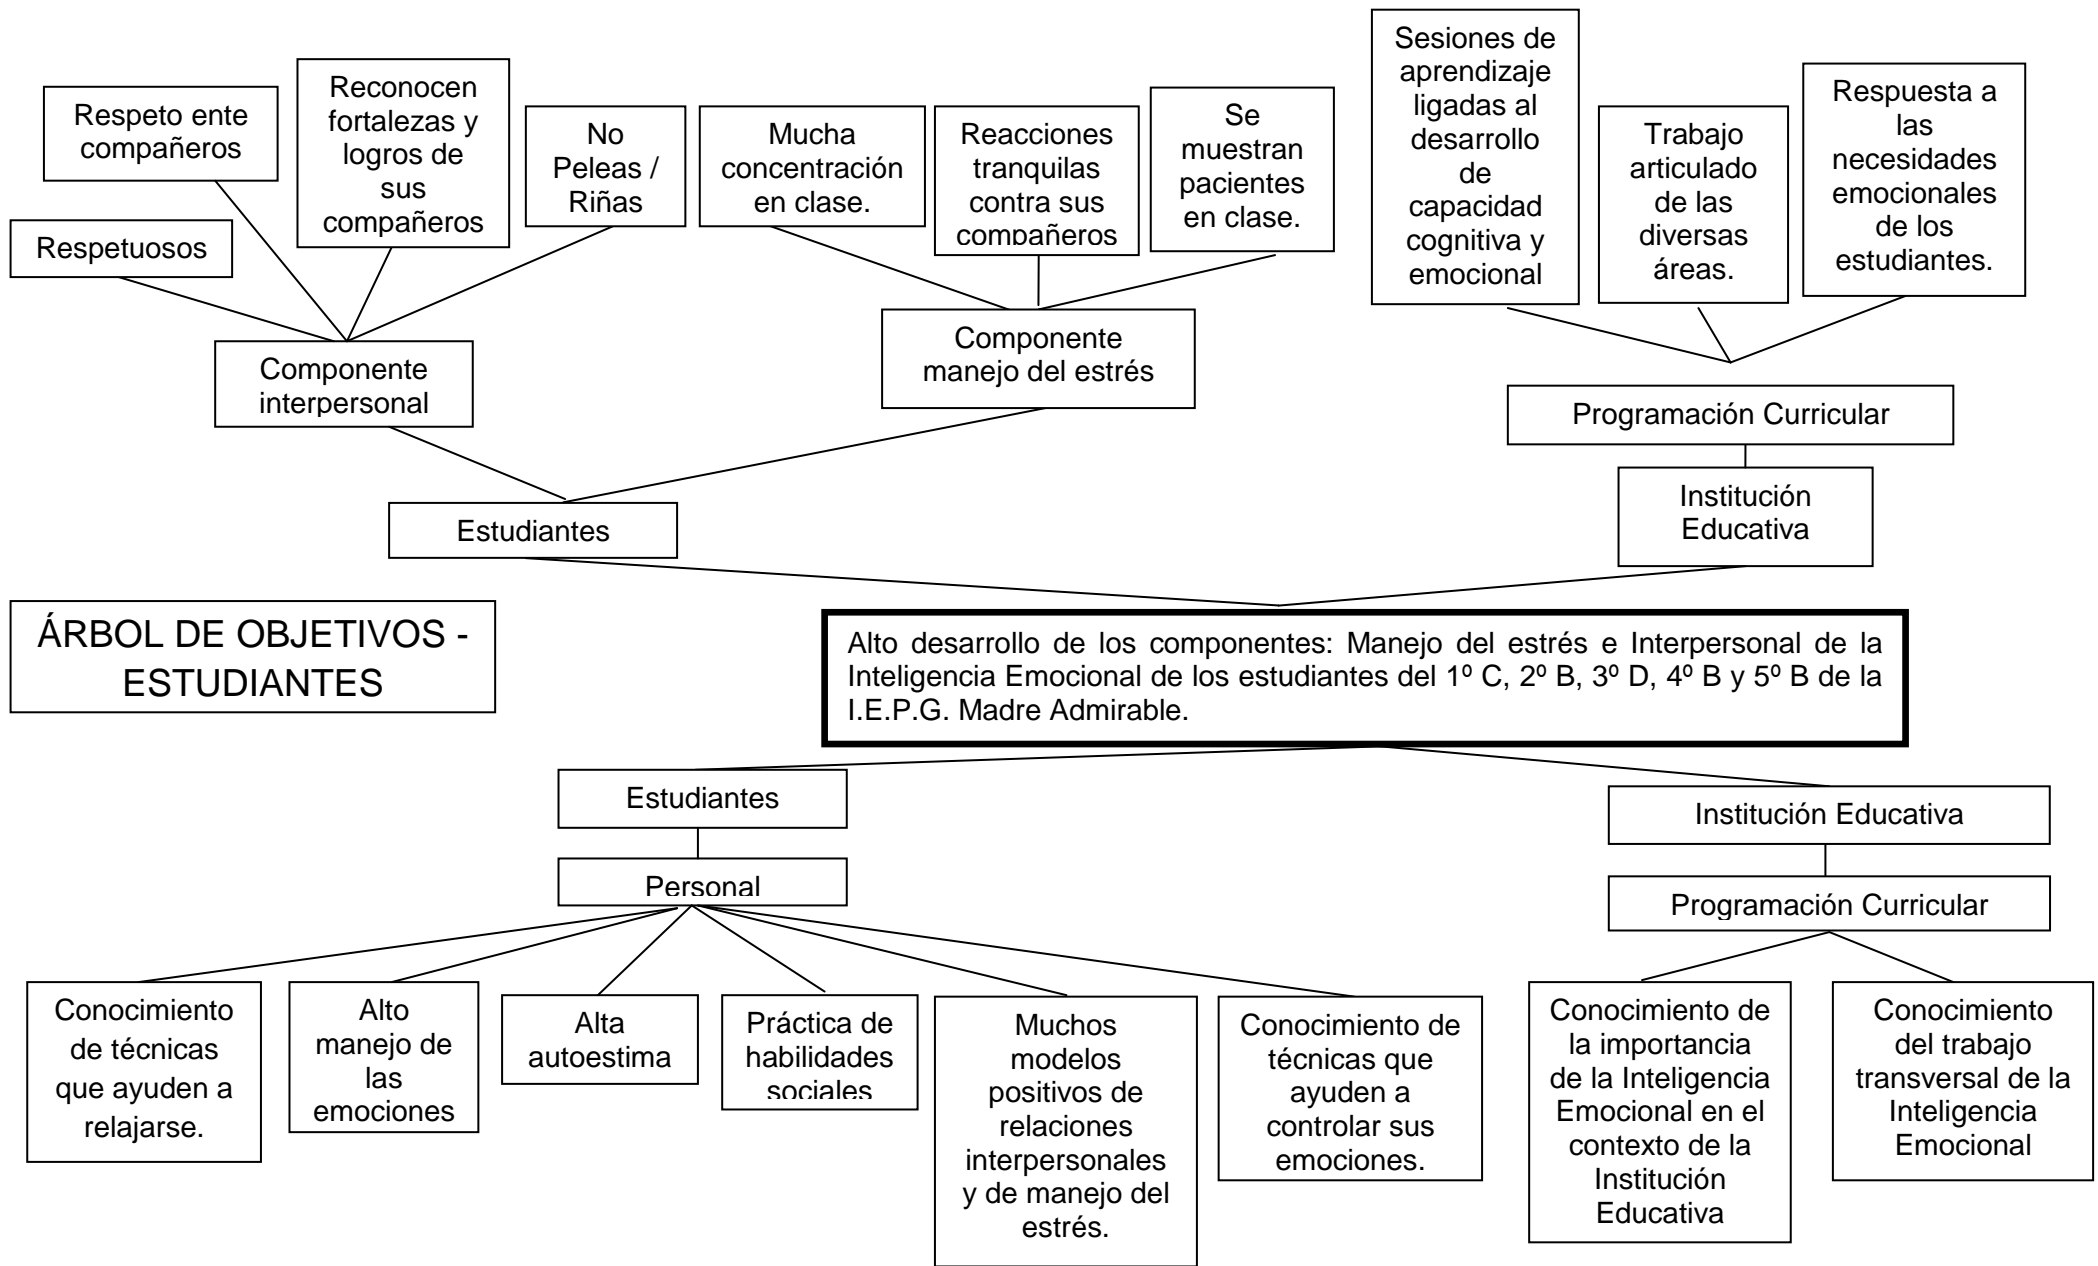 Respeto ente
compañeros
Reconocen
fortalezas y
logros de
sus
compañeros
No
Peleas /
Riñas
Mucha
concentración
en clase.
Reacciones
tranquilas
contra sus
compañeros
Se
muestran
pacientes
en clase.
Sesiones de
aprendizaje
ligadas al
desarrollo
de
capacidad
cognitiva y
emocional
Trabajo
articulado
de las
diversas
áreas.
Respuesta a
las
necesidades
emocionales
de los
estudiantes.
Respetuosos
Componente
interpersonal
Componente
manejo del estrés
Programación Curricular
Estudiantes
Institución
Educativa
ÁRBOL DE OBJETIVOS -
ESTUDIANTES
Alto desarrollo de los componentes: Manejo del estrés e Interpersonal de la
Inteligencia Emocional de los estudiantes del 1º C, 2º B, 3º D, 4º B y 5º B de la
I.E.P.G. Madre Admirable.
Estudiantes
Institución Educativa
Personal
Programación Curricular
Conocimiento
de técnicas
que ayuden a
relajarse.
Alto
manejo de
las
emociones
Alta
autoestima
Práctica de
habilidades
sociales
Muchos
modelos
positivos de
relaciones
interpersonales
y de manejo del
estrés.
Conocimiento de
técnicas que
ayuden a
controlar sus
emociones.
Conocimiento de
la importancia
de la Inteligencia
Emocional en el
contexto de la
Institución
Educativa
Conocimiento
del trabajo
transversal de la
Inteligencia
Emocional